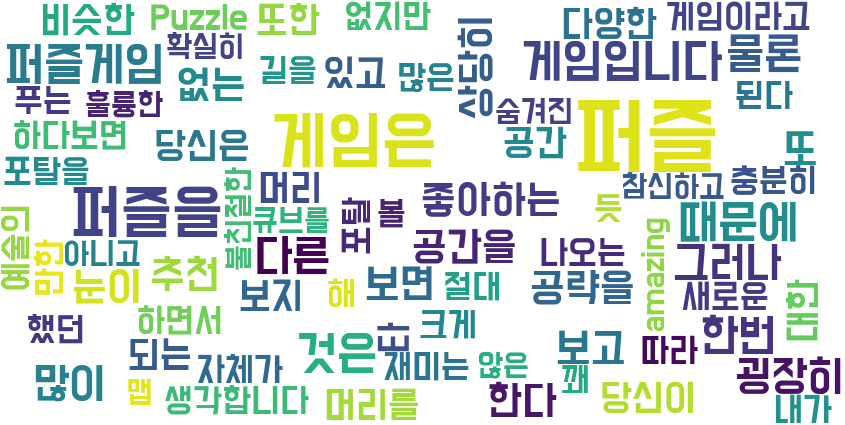 비슷한 Puzzle 또한 없지만 다양한 게임이라고
퍼즐게임 확실히 없는 길을 있고 많은 상당히 게임입니다 물론
푸는 훌륭한 숨겨진 된다
하다보면 당신은 게임은 공간 퍼즐 또
포탈을 불친절한 머리 좋아하는 참신하고 충분히
예술의 퍼즐을 큐브를 포탈 볼 듯 때문에
만한 아니고 눈이 추천 다른 공간을 나오는 amazing 그러나
보지 해 보면 절대 공략을 새로운 대한
했던 하면서 것은 더 크게 한번
되는 자체가 재미는 않은 보고 따라
많이 맵 생각합니다 머리를 한다 꽤 당신이 굉장히
내가